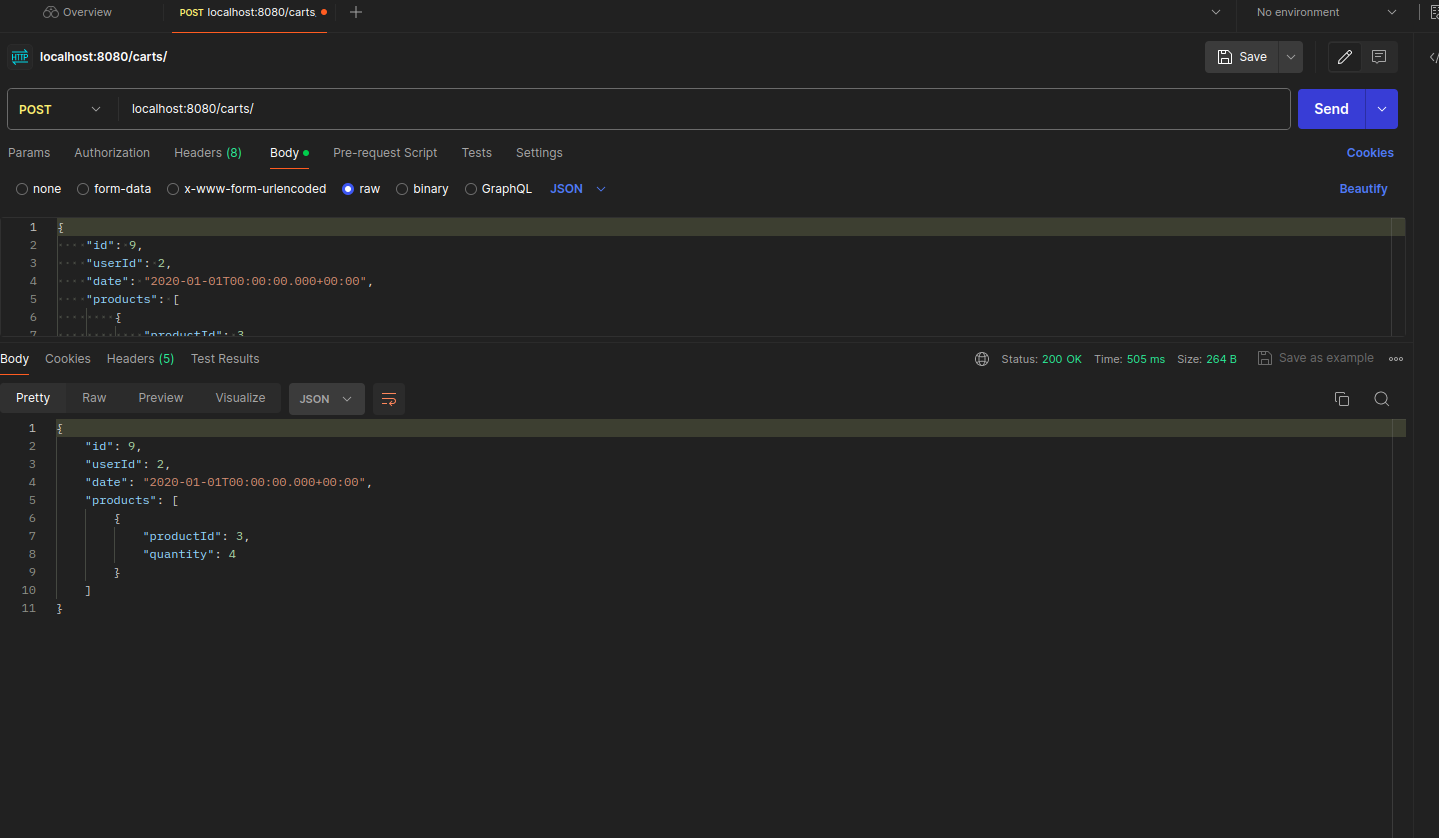 Overview
POST localhost:8080/carts
No environment
HTTP localhost:8080/carts/
Save
POST
localhost:8080/carts/
Send
Params Authorization Headers (8) Body Pre-request Script Tests Settings Cookies
none form-data x-www-form-urlencoded raw binary GraphQL JSON Beautify
1 {
2 "id": 9,
3 "userId": 2,
4 "date": "2020-01-01T00:00:00.000+00:00",
5 "products": [
6 {
7 "productId": 3
Body Cookies Headers (5) Test Results Status: 200 OK Time: 505 ms Size: 264 B Save as example
Pretty Raw Preview Visualize JSON
1 {
2 "id": 9,
3 "userId": 2,
4 "date": "2020-01-01T00:00:00.000+00:00",
5 "products": [
6 {
7 "productId": 3,
8 "quantity": 4
9 }
10 ]
11 }